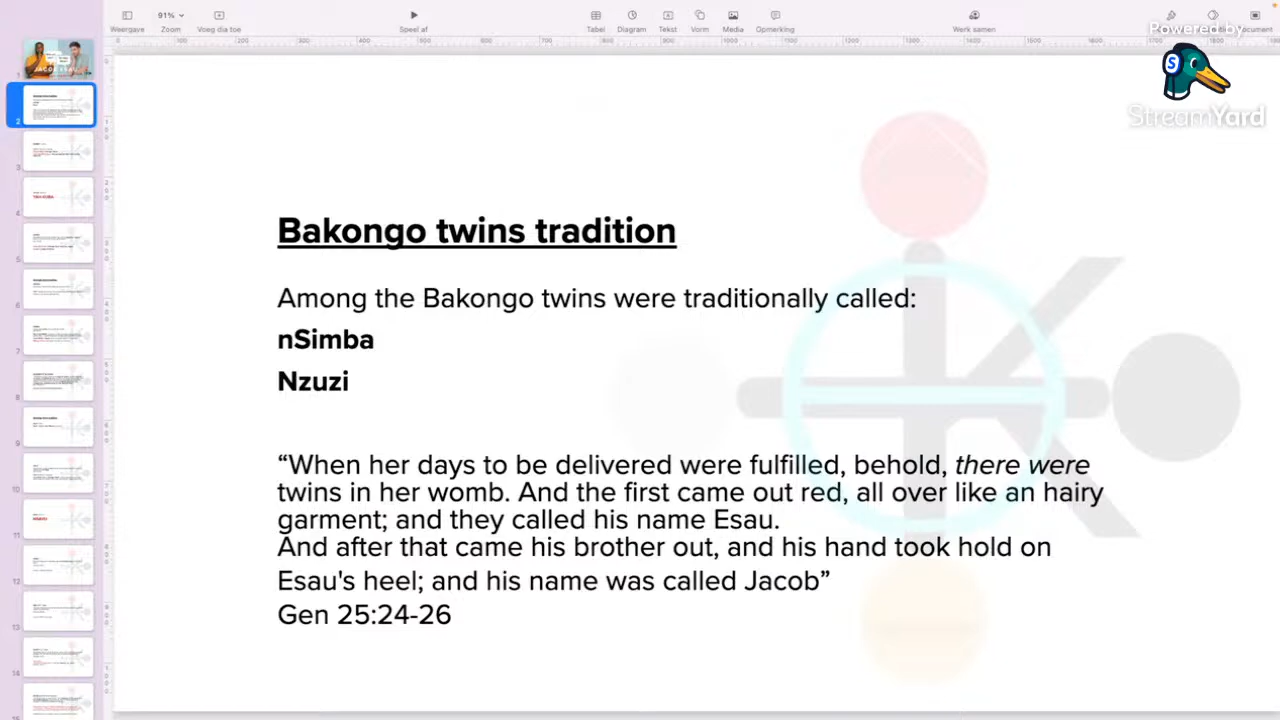 91%
Weergave
Zoom
Voeg dia toe
Speel af
Tabel
Diagram
Tekst
Vorm
Media
Opmerking
Werk samen
Document
Powered by
StreamYard
Bakongo twins tradition
Among the Bakongo twins were traditionally called:
nSimba
Nzuzi
“When her days to be delivered were fulfilled, behold, there were
twins in her womb. And the first came out red, all over like an hairy
garment; and they called his name Esau.
And after that came his brother out, and his hand took hold on
Esau's heel; and his name was called Jacob”
Gen 25:24-26